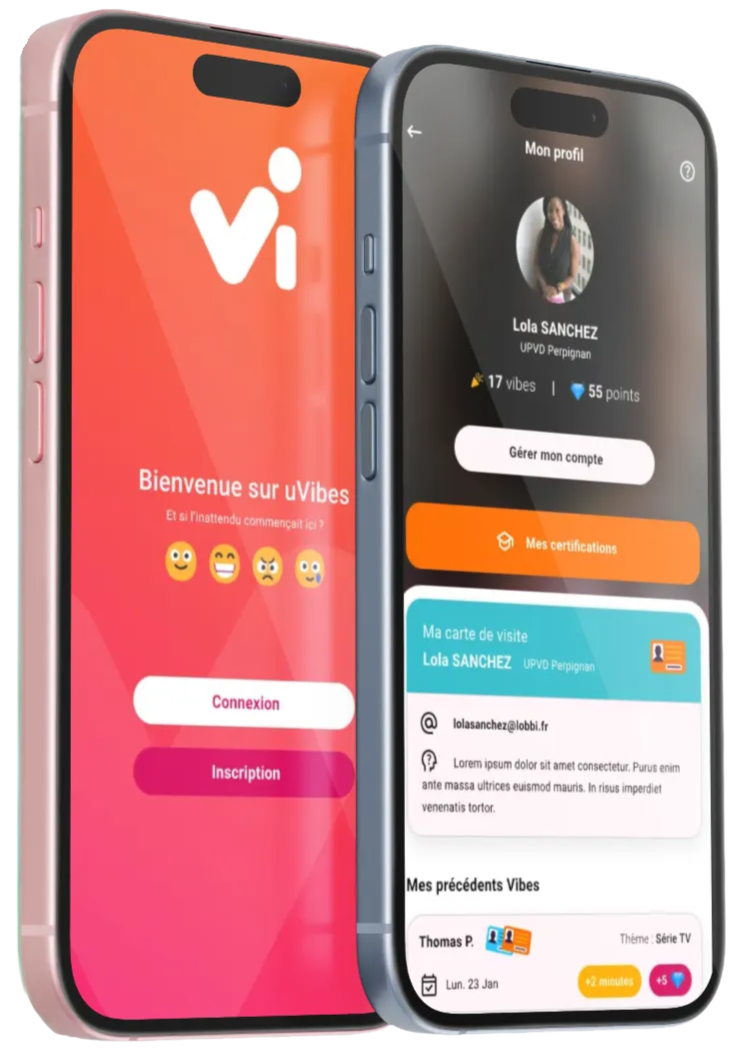 vi
Bienvenue sur uVibes
Et si l'inattendu commençait ici ?
Connexion
Inscription
Mon profil
Lola SANCHEZ
UPVD Perpignan
17 vibes | 55 points
Gérer mon compte
Mes certifications
Ma carte de visite
Lola SANCHEZ UPVD Perpignan
lolasanchez@lobbi.fr
Lorem ipsum dolor sit amet consectetur. Purus enim
ante massa ultrices euismod mauris. In risus imperdiet
venenatis tortor.
Mes précédents Vibes
Thomas P. Thème : Série TV
Lun. 23 Jan +2 minutes +5